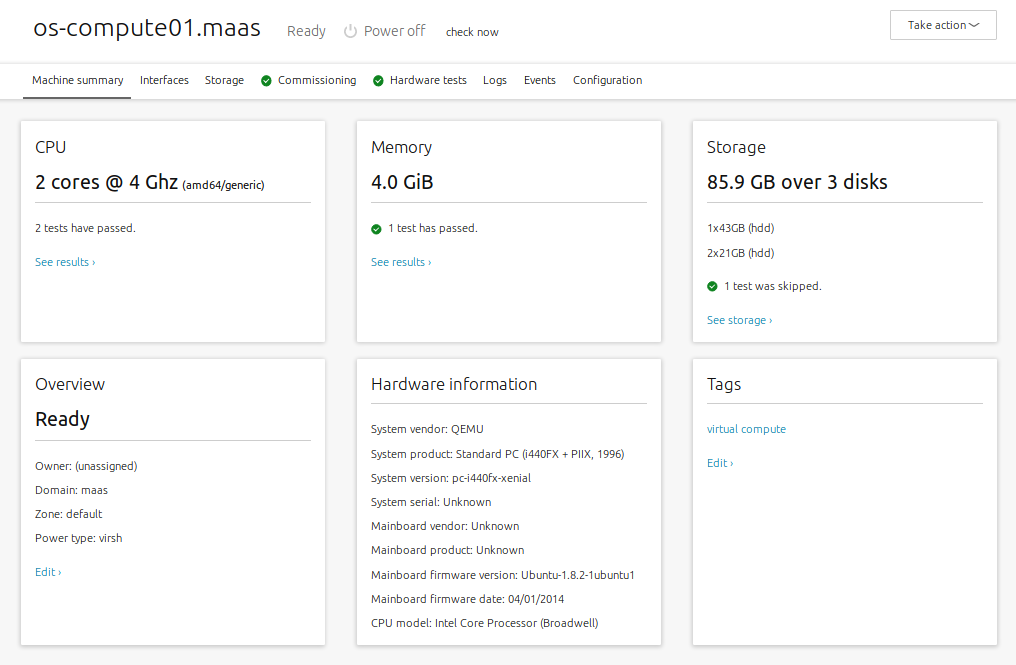 os-compute01.maas Ready Power off check now Take action
Machine summary Interfaces Storage Commissioning Hardware tests Logs Events Configuration
CPU
2 cores @ 4 Ghz (amd64/generic)
2 tests have passed.
See results ›
Memory
4.0 GiB
1 test has passed.
See results ›
Storage
85.9 GB over 3 disks
1x43GB (hdd)
2x21GB (hdd)
1 test was skipped.
See storage ›
Overview
Ready
Owner: (unassigned)
Domain: maas
Zone: default
Power type: virsh
Edit ›
Hardware information
System vendor: QEMU
System product: Standard PC (i440FX + PIIX, 1996)
System version: pc-i440fx-xenial
System serial: Unknown
Mainboard vendor: Unknown
Mainboard product: Unknown
Mainboard firmware version: Ubuntu-1.8.2-1ubuntu1
Mainboard firmware date: 04/01/2014
CPU model: Intel Core Processor (Broadwell)
Tags
virtual compute
Edit ›